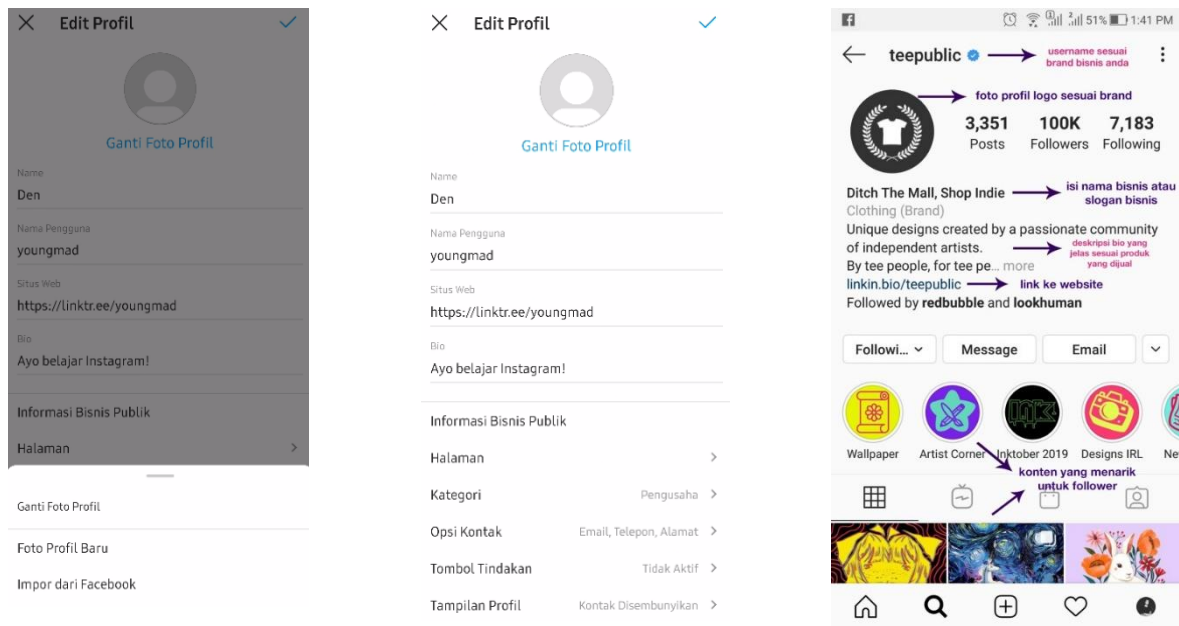 Edit Profil
Ganti Foto Profil
Name
Den
Nama Pengguna
youngmad
Situs Web
https://linktr.ee/youngmad
Bio
Ayo belajar Instagram!
Informasi Bisnis Publik
Halaman
Ganti Foto Profil
Foto Profil Baru
Impor dari Facebook
Edit Profil
Ganti Foto Profil
Name
Den
Nama Pengguna
youngmad
Situs Web
https://linktr.ee/youngmad
Bio
Ayo belajar Instagram!
Informasi Bisnis Publik
Halaman
Kategori Pengusaha
Opsi Kontak Email, Telepon, Alamat
Tombol Tindakan Tidak Aktif
Tampilan Profil Kontak Disembunyikan
1 2 51% 1:41 PM
teepublic
username sesuai
brand bisnis anda
foto profil logo sesuai brand
3,351 100K 7,183
Posts Followers Following
Ditch The Mall, Shop Indie
isi nama bisnis atau
slogan bisnis
Clothing (Brand)
Unique designs created by a passionate community
of independent artists.
deskripsi bio yang
jelas sesuai produk
yang dijual
By tee people, for tee pe... more
linkin.bio/teepublic link ke website
Followed by redbubble and lookhuman
Followi... Message Email
Wallpaper Artist Corner Inktober 2019 Designs IRL Ne
konten yang menarik
untuk follower